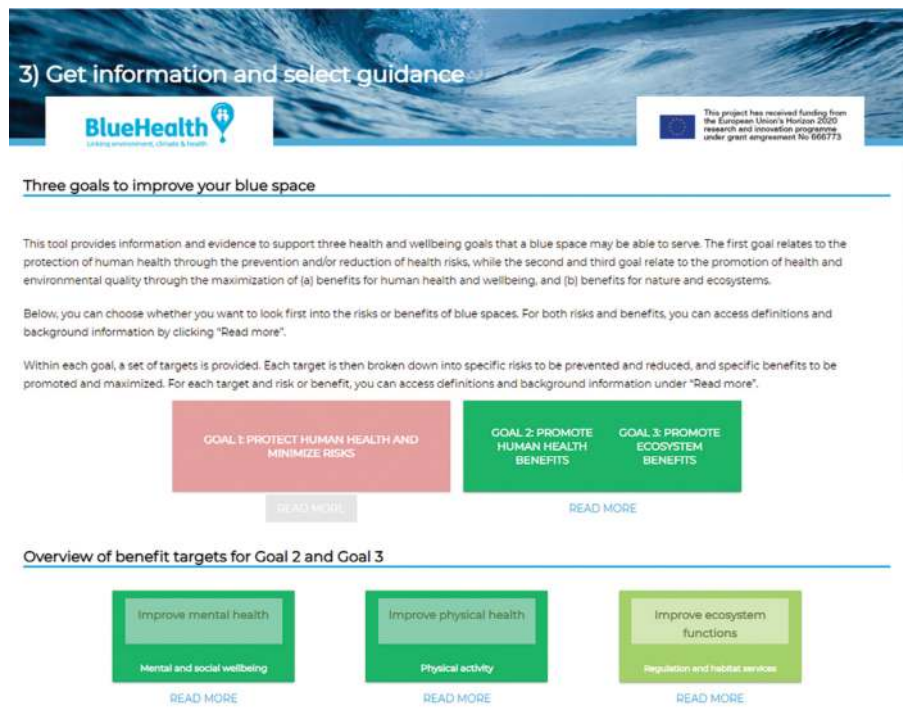 3) Get information and select guidance
BlueHealth
Linking environment, climate & health
This project has received funding from
the European Union's Horizon 2020
research and innovation programme
under grant amgreesment No 666773
Three goals to improve your blue space
This tool provides information and evidence to support three health and wellbeing goals that a blue space may be able to serve. The first goal relates to the
protection of human health through the prevention and/or reduction of health risks, while the second and third goal relate to the promotion of health and
environmental quality through the maximization of (a) benefits for human health and wellbeing, and (b) benefits for nature and ecosystems.
Below, you can choose whether you want to look first into the risks or benefits of blue spaces. For both risks and benefits, you can access definitions and
background information by clicking "Read more".
Within each goal, a set of targets is provided. Each target is then broken down into specific risks to be prevented and reduced, and specific benefits to be
promoted and maximized. For each target and risk or benefit, you can access definitions and background information under "Read more".
GOAL 1: PROTECT HUMAN HEALTH AND
MINIMIZE RISKS
READ MORE
GOAL 2: PROMOTE
HUMAN HEALTH
BENEFITS
GOAL 3: PROMOTE
ECOSYSTEM
BENEFITS
READ MORE
Overview of benefit targets for Goal 2 and Goal 3
Improve mental health
Mental and social wellbeing
READ MORE
Improve physical health
Physical activity
READ MORE
Improve ecosystem
functions
Regulation and habitat services
READ MORE